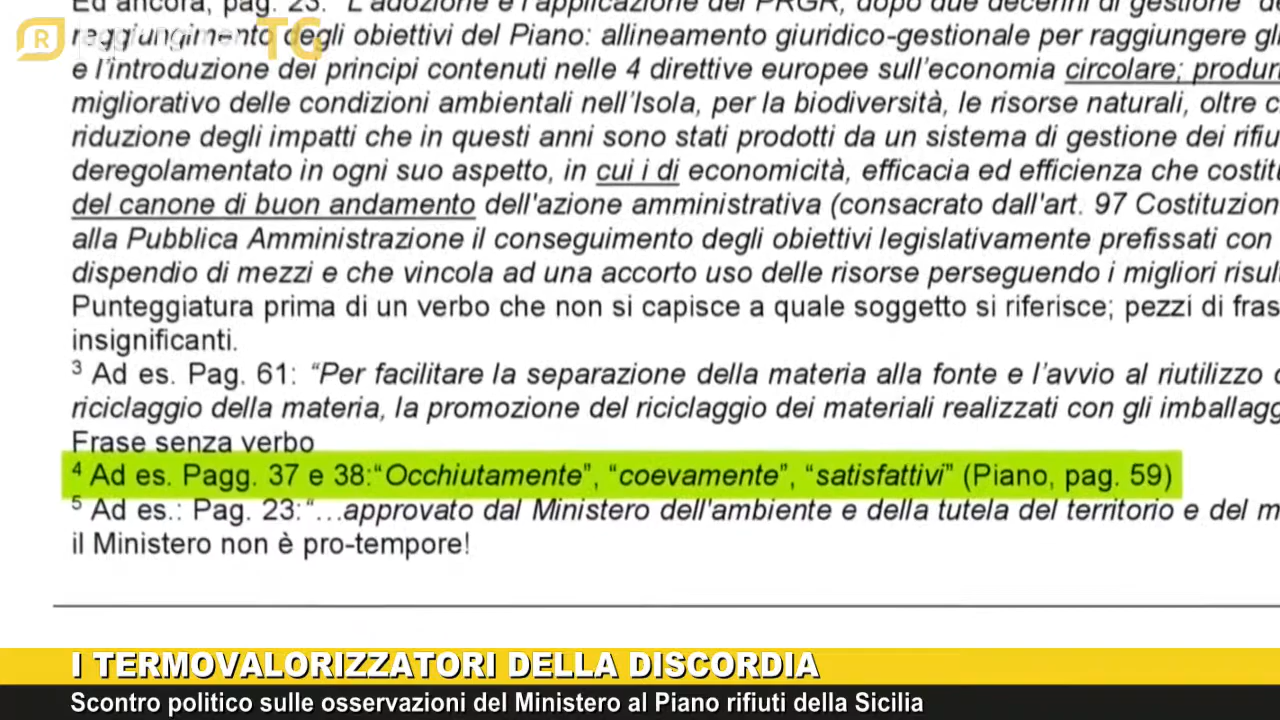 Ed ancora, pag. 23: “L’adozione e l’applicazione del PRGR, dopo due decenni di gestione
R TG
raggiungimento degli obiettivi del Piano: allineamento giuridico-gestionale per raggiungere gli
e l’introduzione dei principi contenuti nelle 4 direttive europee sull’economia circolare; produr
migliorativo delle condizioni ambientali nell’Isola, per la biodiversità, le risorse naturali, oltre
riduzione degli impatti che in questi anni sono stati prodotti da un sistema di gestione dei rifiu
deregolamentato in ogni suo aspetto, in cui i di economicità, efficacia ed efficienza che costitu
del canone di buon andamento dell'azione amministrativa (consacrato dall'art. 97 Costituzion
alla Pubblica Amministrazione il conseguimento degli obiettivi legislativamente prefissati con
dispendio di mezzi e che vincola ad una accorto uso delle risorse perseguendo i migliori risul
Punteggiatura prima di un verbo che non si capisce a quale soggetto si riferisce; pezzi di fras
insignificanti.
3 Ad es. Pag. 61: “Per facilitare la separazione della materia alla fonte e l’avvio al riutilizzo
riciclaggio della materia, la promozione del riciclaggio dei materiali realizzati con gli imballagg
Frase senza verbo
4 Ad es. Pagg. 37 e 38:“Occhiutamente”, “coevamente”, “satisfattivi” (Piano, pag. 59)
5 Ad es.: Pag. 23:“…approvato dal Ministero dell'ambiente e della tutela del territorio e del m
il Ministero non è pro-tempore!
I TERMOVALORIZZATORI DELLA DISCORDIA
Scontro politico sulle osservazioni del Ministero al Piano rifiuti della Sicilia